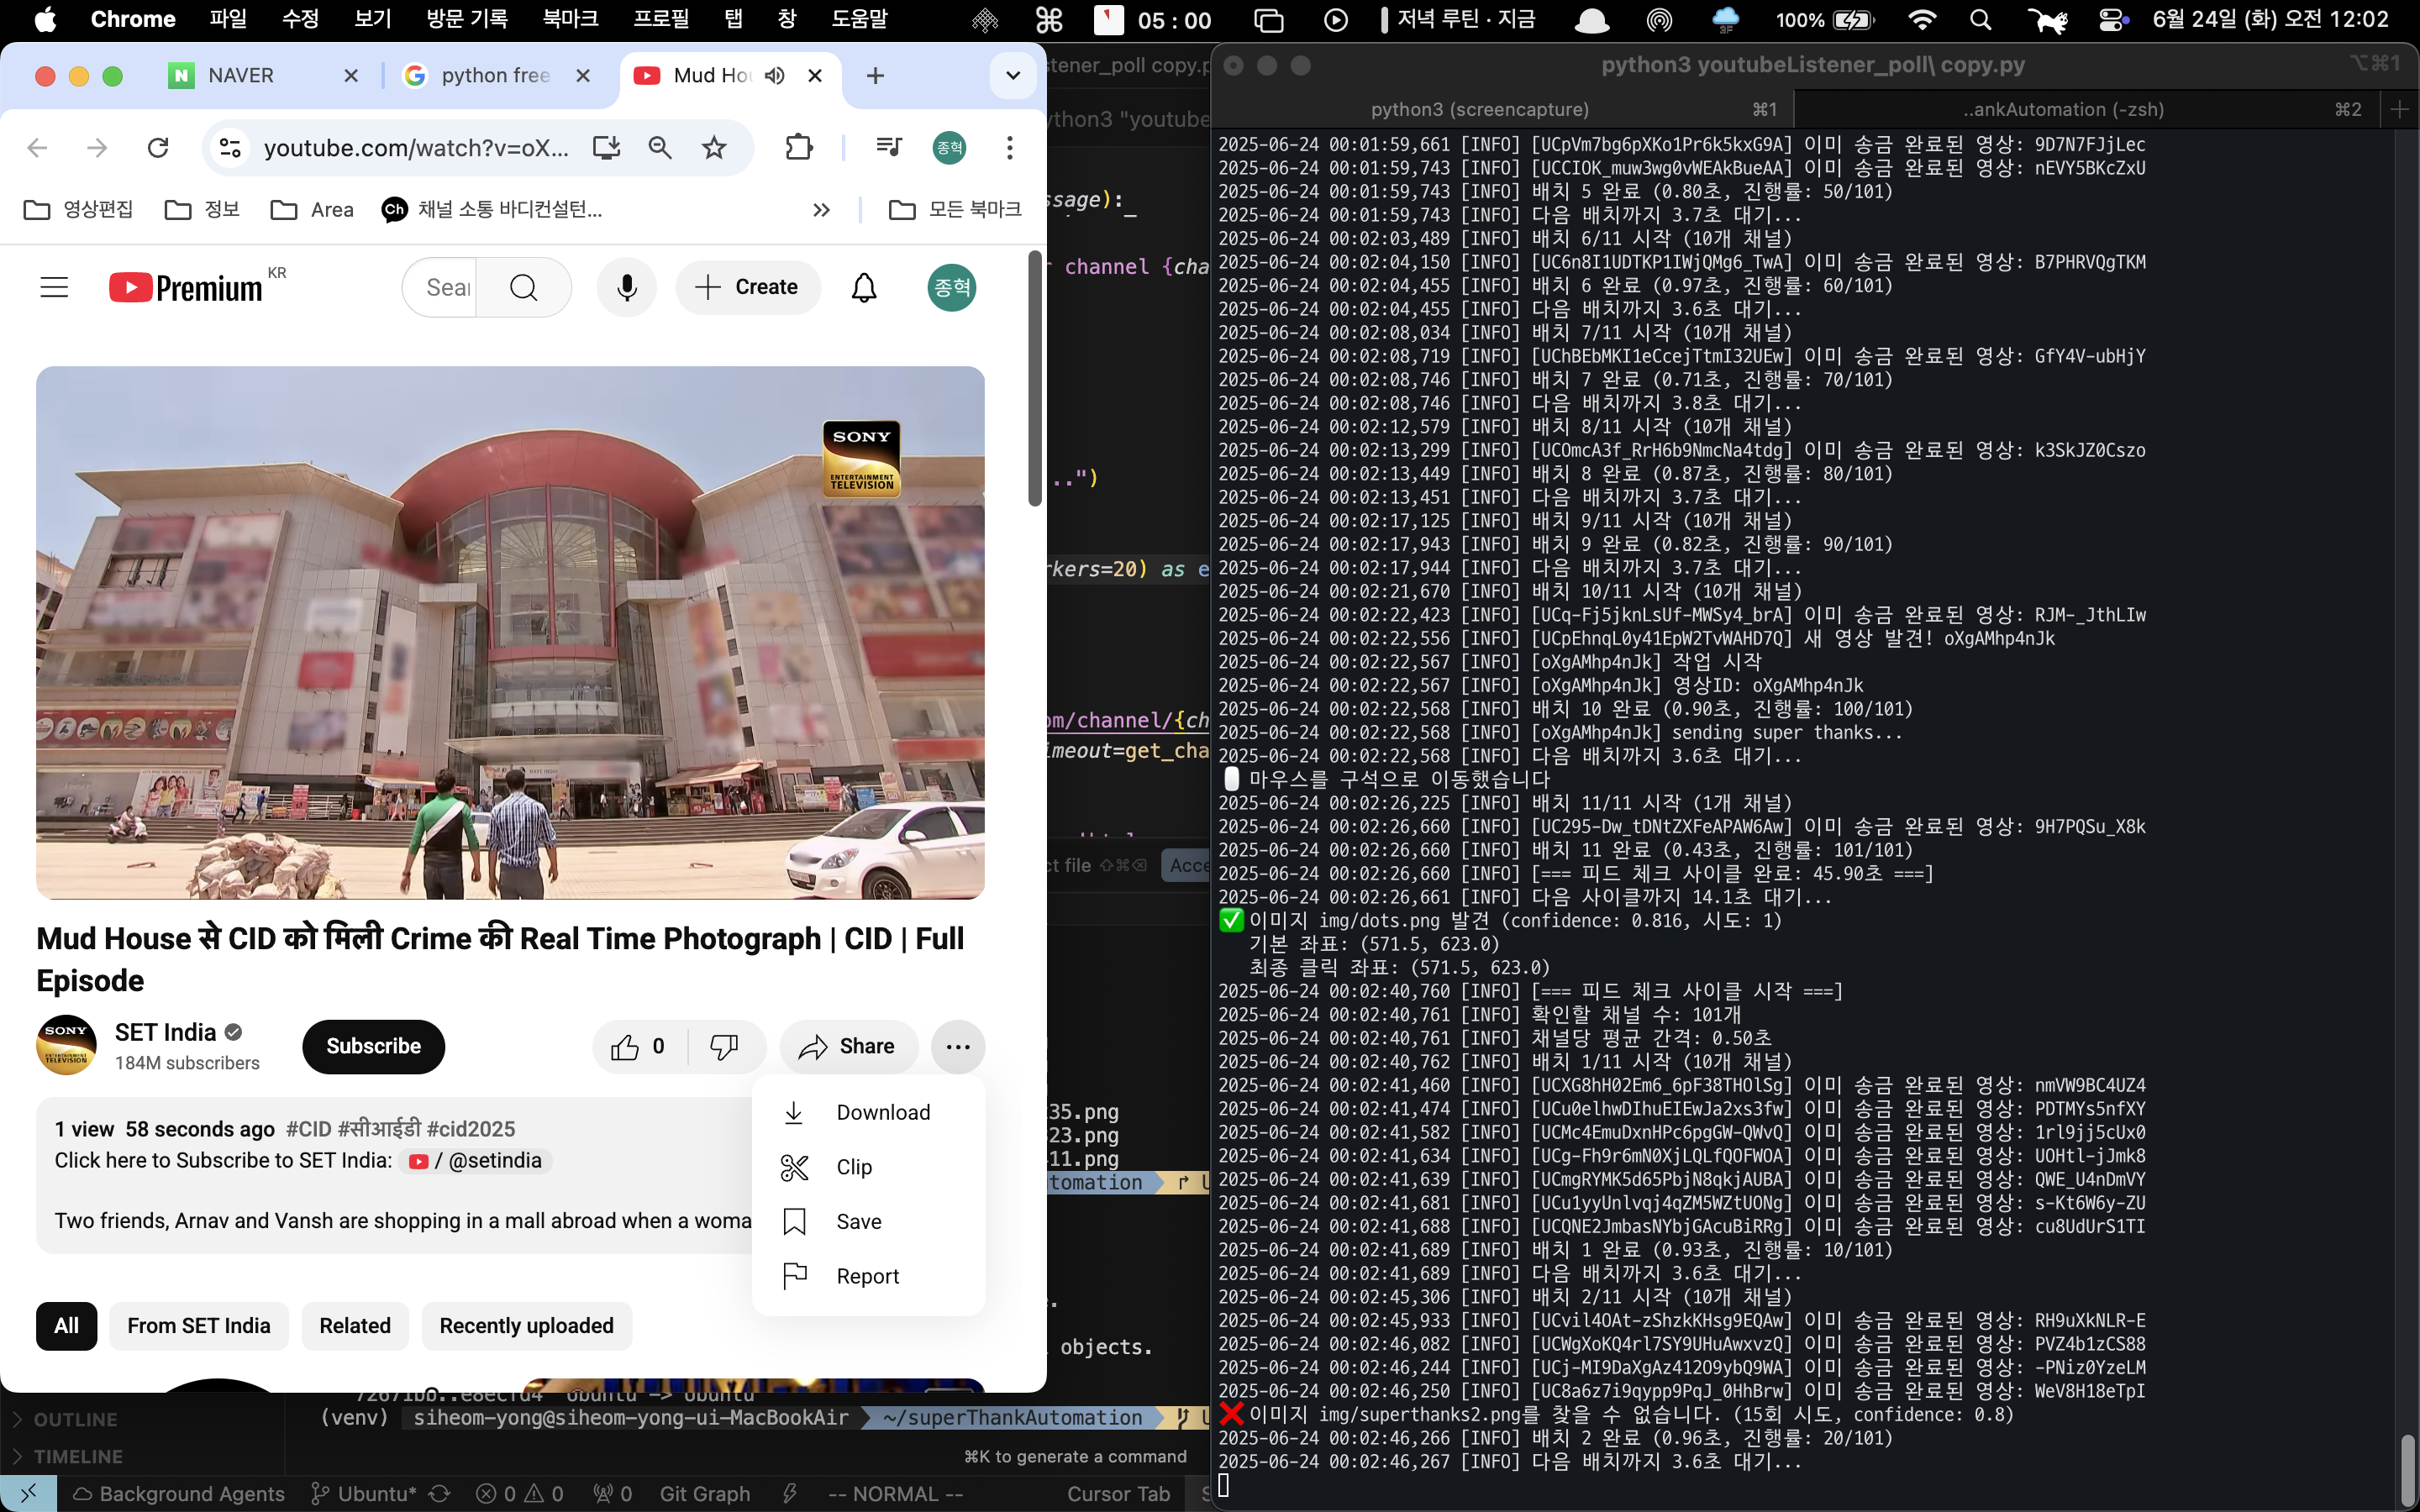 Chrome 파일 수정 보기 방문 기록 북마크 프로필 탭 창 도움말 05 : 00 저녁 루틴 · 지금 3F 100% 6월 24일 (화) 오전 12:02
NAVER
python free
Mud Hou
youtube.com/watch?v=oX...
종혁
영상편집 정보 Area 채널 소통 바디컨설턴... 모든 북마크
Premium KR
Sear
Create
종혁
SONY
ENTERTAINMENT
TELEVISION
Mud House से CID को मिली Crime की Real Time Photograph | CID | Full
Episode
SONY
SET India
184M subscribers
Subscribe
0
Share
Download
Clip
Save
Report
1 view 58 seconds ago #CID #सीआईडी #cid2025
Click here to Subscribe to SET India: / @setindia
Two friends, Arnav and Vansh are shopping in a mall abroad when a woma
All From SET India Related Recently uploaded
stener_poll copy.p
ython3 "youtube
ssage):
r channel {cha
..")
rkers=20) as e
om/channel/{ch
imeout=get_cha
ct file ⇧⌘⌫ Acce
35.png
23.png
11.png
tomation
objects.
OUTLINE
TIMELINE
(venv) siheom-yong@siheom-yong-ui-MacBookAir ~/superThankAutomation
⌘K to generate a command
Background Agents Ubuntu* 0 0 0 Git Graph -- NORMAL -- Cursor Tab
python3 youtubeListener_poll\ copy.py ⌥⌘1
python3 (screencapture) ⌘1 ..ankAutomation (-zsh) ⌘2
2025-06-24 00:01:59,661 [INFO] [UCpVm7bg6pXKo1Pr6k5kxG9A] 이미 송금 완료된 영상: 9D7N7FJjLec
2025-06-24 00:01:59,743 [INFO] [UCCIOK_muw3wg0vWEAkBueAA] 이미 송금 완료된 영상: nEVY5BKcZxU
2025-06-24 00:01:59,743 [INFO] 배치 5 완료 (0.80초, 진행률: 50/101)
2025-06-24 00:01:59,743 [INFO] 다음 배치까지 3.7초 대기...
2025-06-24 00:02:03,489 [INFO] 배치 6/11 시작 (10개 채널)
2025-06-24 00:02:04,150 [INFO] [UC6n8I1UDTKP1IWjQMg6_TwA] 이미 송금 완료된 영상: B7PHRVQgTKM
2025-06-24 00:02:04,455 [INFO] 배치 6 완료 (0.97초, 진행률: 60/101)
2025-06-24 00:02:04,455 [INFO] 다음 배치까지 3.6초 대기...
2025-06-24 00:02:08,034 [INFO] 배치 7/11 시작 (10개 채널)
2025-06-24 00:02:08,719 [INFO] [UChBEbMKI1eCcejTtmI32UEw] 이미 송금 완료된 영상: GfY4V-ubHjY
2025-06-24 00:02:08,746 [INFO] 배치 7 완료 (0.71초, 진행률: 70/101)
2025-06-24 00:02:08,746 [INFO] 다음 배치까지 3.8초 대기...
2025-06-24 00:02:12,579 [INFO] 배치 8/11 시작 (10개 채널)
2025-06-24 00:02:13,299 [INFO] [UCOmcA3f_RrH6b9NmcNa4tdg] 이미 송금 완료된 영상: k3SkJZ0Cszo
2025-06-24 00:02:13,449 [INFO] 배치 8 완료 (0.87초, 진행률: 80/101)
2025-06-24 00:02:13,451 [INFO] 다음 배치까지 3.7초 대기...
2025-06-24 00:02:17,125 [INFO] 배치 9/11 시작 (10개 채널)
2025-06-24 00:02:17,943 [INFO] 배치 9 완료 (0.82초, 진행률: 90/101)
2025-06-24 00:02:17,944 [INFO] 다음 배치까지 3.7초 대기...
2025-06-24 00:02:21,670 [INFO] 배치 10/11 시작 (10개 채널)
2025-06-24 00:02:22,423 [INFO] [UCq-Fj5jknLsUf-MWSy4_brA] 이미 송금 완료된 영상: RJM-_JthLIw
2025-06-24 00:02:22,556 [INFO] [UCpEhnqL0y41EpW2TvWAHD7Q] 새 영상 발견! oXgAMhp4nJk
2025-06-24 00:02:22,567 [INFO] [oXgAMhp4nJk] 작업 시작
2025-06-24 00:02:22,567 [INFO] [oXgAMhp4nJk] 영상ID: oXgAMhp4nJk
2025-06-24 00:02:22,568 [INFO] 배치 10 완료 (0.90초, 진행률: 100/101)
2025-06-24 00:02:22,568 [INFO] [oXgAMhp4nJk] sending super thanks...
2025-06-24 00:02:22,568 [INFO] 다음 배치까지 3.6초 대기...
마우스를 구석으로 이동했습니다
2025-06-24 00:02:26,225 [INFO] 배치 11/11 시작 (1개 채널)
2025-06-24 00:02:26,660 [INFO] [UC295-Dw_tDNtZXFeAPAW6Aw] 이미 송금 완료된 영상: 9H7PQSu_X8k
2025-06-24 00:02:26,660 [INFO] 배치 11 완료 (0.43초, 진행률: 101/101)
2025-06-24 00:02:26,660 [INFO] [=== 피드 체크 사이클 완료: 45.90초 ===]
2025-06-24 00:02:26,661 [INFO] 다음 사이클까지 14.1초 대기...
✅ 이미지 img/dots.png 발견 (confidence: 0.816, 시도: 1)
기본 좌표: (571.5, 623.0)
최종 클릭 좌표: (571.5, 623.0)
2025-06-24 00:02:40,760 [INFO] [=== 피드 체크 사이클 시작 ===]
2025-06-24 00:02:40,761 [INFO] 확인할 채널 수: 101개
2025-06-24 00:02:40,761 [INFO] 채널당 평균 간격: 0.50초
2025-06-24 00:02:40,762 [INFO] 배치 1/11 시작 (10개 채널)
2025-06-24 00:02:41,460 [INFO] [UCXG8hH02Em6_6pF38THOlSg] 이미 송금 완료된 영상: nmVW9BC4UZ4
2025-06-24 00:02:41,474 [INFO] [UCu0elhwDIhuEIEwJa2xs3fw] 이미 송금 완료된 영상: PDTMYs5nfXY
2025-06-24 00:02:41,582 [INFO] [UCMc4EmuDxnHPc6pgGW-QWvQ] 이미 송금 완료된 영상: 1rl9jj5cUx0
2025-06-24 00:02:41,634 [INFO] [UCg-Fh9r6mN0XjLQLfQOFWOA] 이미 송금 완료된 영상: UOHtl-jJmk8
2025-06-24 00:02:41,639 [INFO] [UCmgRYMK5d65PbjN8qkjAUBA] 이미 송금 완료된 영상: QWE_U4nDmVY
2025-06-24 00:02:41,681 [INFO] [UCu1yyUnlvqj4qZM5WZtUONg] 이미 송금 완료된 영상: s-Kt6W6y-ZU
2025-06-24 00:02:41,688 [INFO] [UCQNE2JmbasNYbjGAcuBiRRg] 이미 송금 완료된 영상: cu8UdUrS1TI
2025-06-24 00:02:41,689 [INFO] 배치 1 완료 (0.93초, 진행률: 10/101)
2025-06-24 00:02:41,689 [INFO] 다음 배치까지 3.6초 대기...
2025-06-24 00:02:45,306 [INFO] 배치 2/11 시작 (10개 채널)
2025-06-24 00:02:45,933 [INFO] [UCvil4OAt-zShzkKHsg9EQAw] 이미 송금 완료된 영상: RH9uXkNLR-E
2025-06-24 00:02:46,082 [INFO] [UCWgXoKQ4rl7SY9UHuAwxvzQ] 이미 송금 완료된 영상: PVZ4b1zCS88
2025-06-24 00:02:46,244 [INFO] [UCj-MI9DaXgAz412O9ybQ9WA] 이미 송금 완료된 영상: -PNiz0YzeLM
2025-06-24 00:02:46,250 [INFO] [UC8a6z7i9qypp9PqJ_0HhBrw] 이미 송금 완료된 영상: WeV8H18eTpI
❌ 이미지 img/superthanks2.png를 찾을 수 없습니다. (15회 시도, confidence: 0.8)
2025-06-24 00:02:46,266 [INFO] 배치 2 완료 (0.96초, 진행률: 20/101)
2025-06-24 00:02:46,267 [INFO] 다음 배치까지 3.6초 대기...